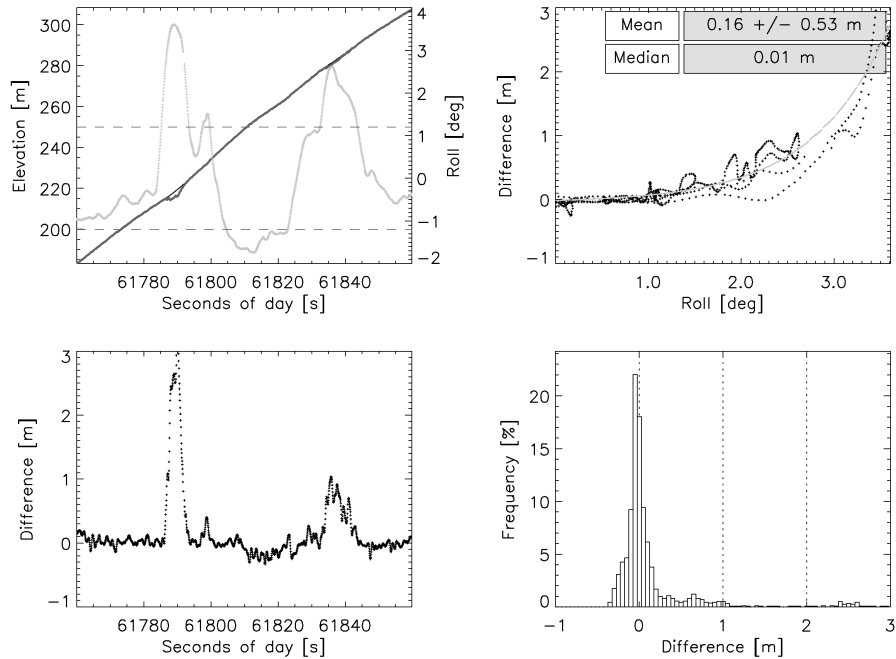 300
280
260
240
220
200
Elevation [m]
4
3
2
1
0
−1
−2
Roll [deg]
61780 61800 61820 61840
Seconds of day [s]
3
2
1
0
−1
Difference [m]
Mean
0.16 +/− 0.53 m
Median
0.01 m
1.0 2.0 3.0
Roll [deg]
3
2
1
0
−1
Difference [m]
61780 61800 61820 61840
Seconds of day [s]
20
15
10
5
0
Frequency [%]
−1 0 1 2 3
Difference [m]